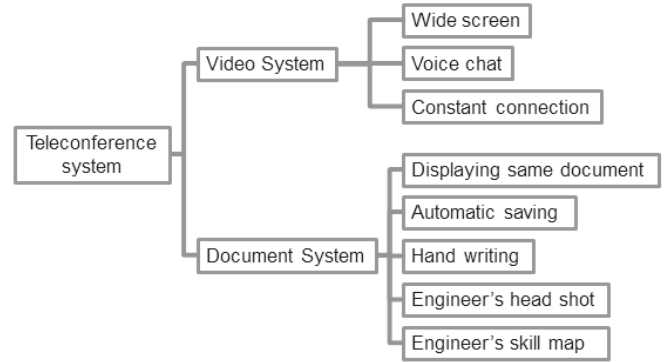 Teleconference
system
Video System
Wide screen
Voice chat
Constant connection
Document System
Displaying same document
Automatic saving
Hand writing
Engineer’s head shot
Engineer’s skill map